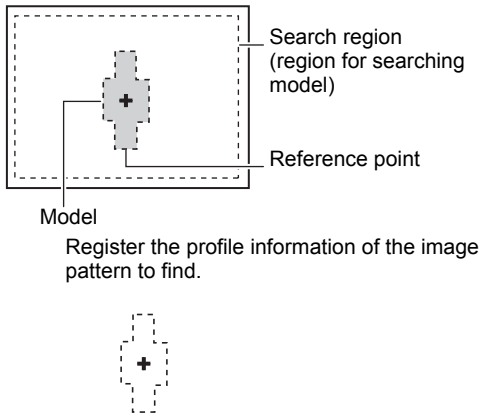 Search region
(region for searching
model)
Reference point
Model
Register the profile information of the image
pattern to find.